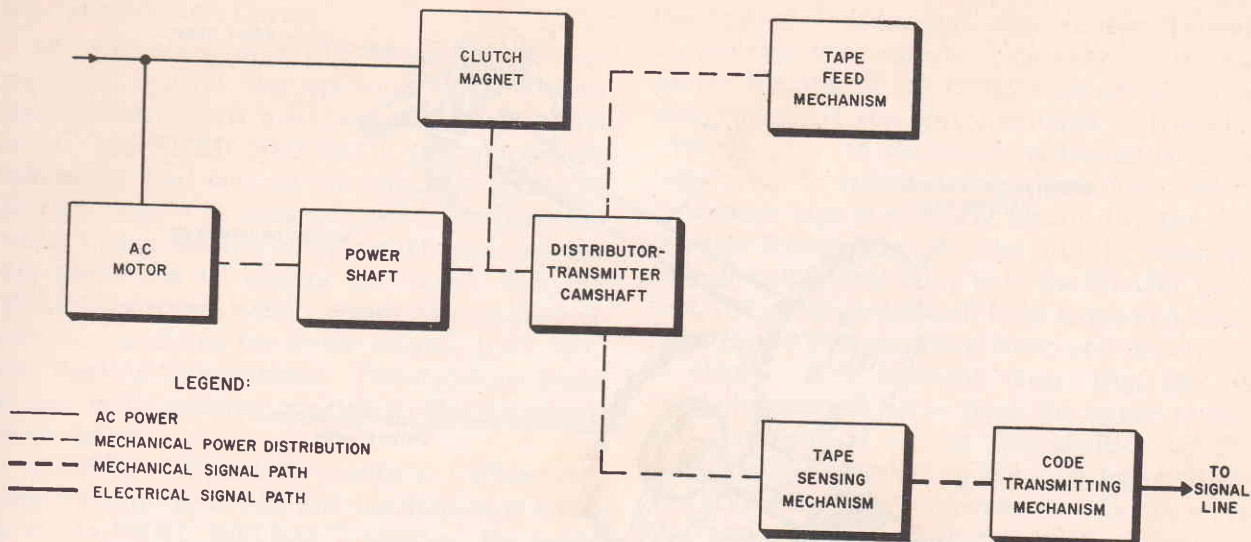 CLUTCH
MAGNET
TAPE
FEED
MECHANISM
AC
MOTOR
POWER
SHAFT
DISTRIBUTOR-
TRANSMITTER
CAMSHAFT
LEGEND:
AC POWER
MECHANICAL POWER DISTRIBUTION
MECHANICAL SIGNAL PATH
ELECTRICAL SIGNAL PATH
TAPE
SENSING
MECHANISM
CODE
TRANSMITTING
MECHANISM
TO
SIGNAL
LINE